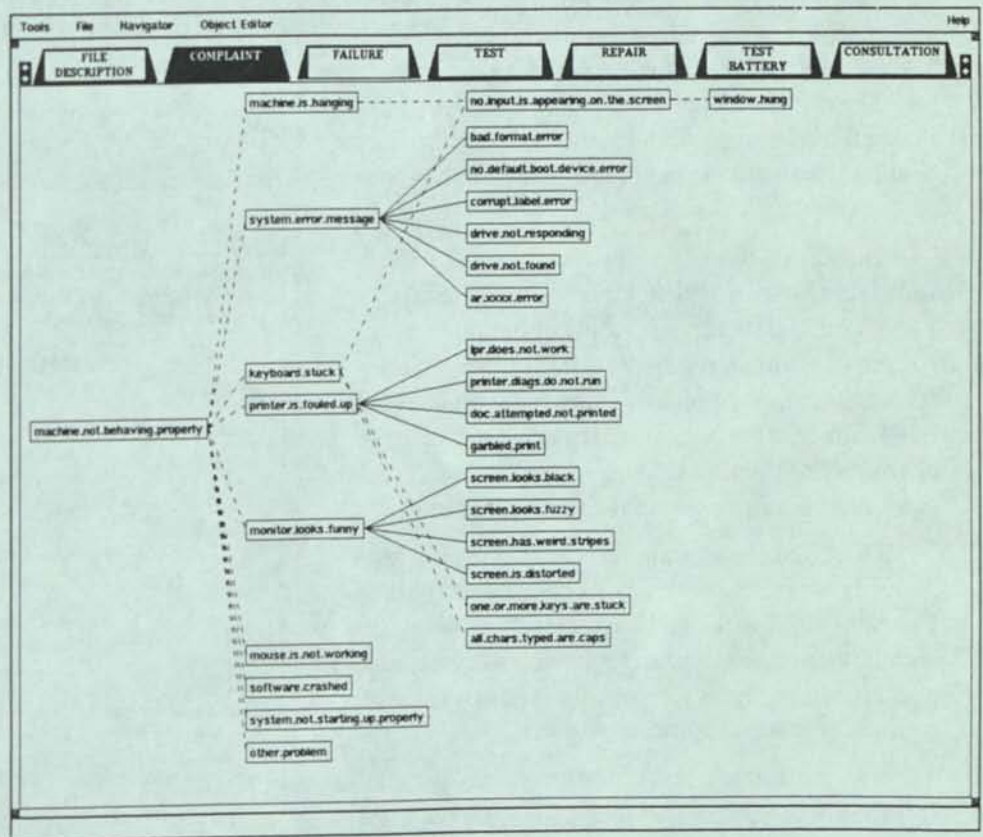 Tools File Navigator Object Editor Help
FILE DESCRIPTION
COMPLAINT
FAILURE
TEST
REPAIR
TEST BATTERY
CONSULTATION
machine.is.hanging
no.input.is.appearing.on.the.screen
window.hung
bad.format.error
no.default.boot.device.error
corrupt.label.error
system.error.message
drive.not.responding
drive.not.found
ar.xxxx.error
lpr.does.not.work
keyboard.stuck
printer.diags.do.not.run
printer.is.fouled.up
doc.attempted.not.printed
machine.not.behaving.property
garbled.print
screen.looks.black
screen.looks.fuzzy
monitor.looks.funny
screen.has.weird.stripes
screen.is.distorted
one.or.more.keys.are.stuck
all.chars.typed.are.caps
mouse.is.not.working
software.crashed
system.not.starting.up.property
other.problem